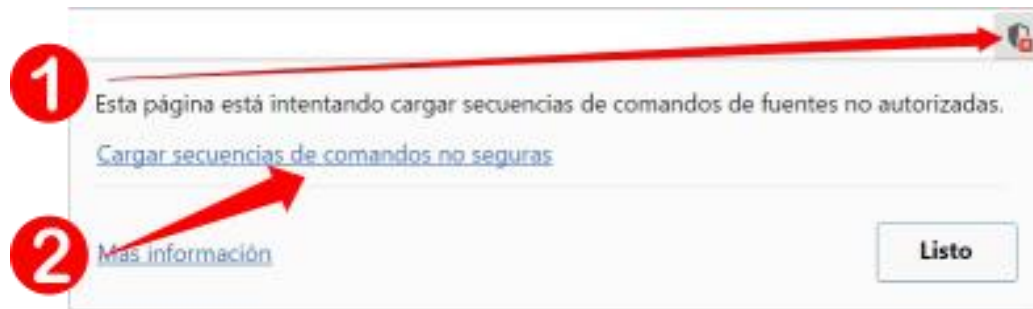 1
Esta página está intentando cargar secuencias de comandos de fuentes no autorizadas.
Cargar secuencias de comandos no seguras
2
Más información
Listo